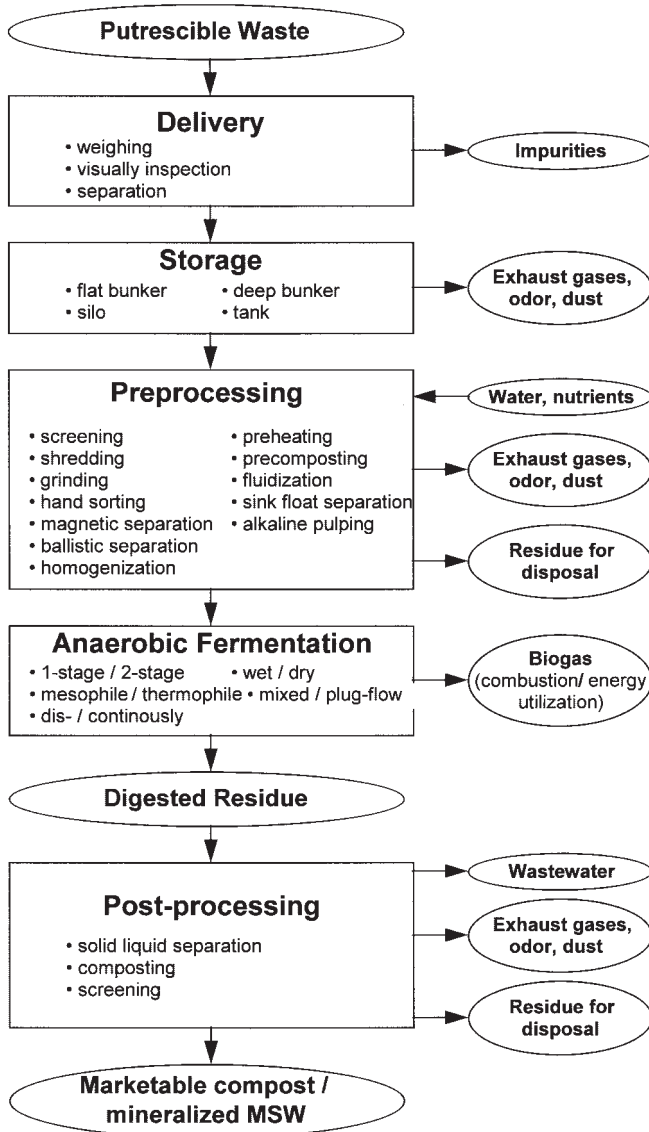 Putrescible Waste
Delivery
• weighing
• visually inspection
• separation
Impurities
Storage
• flat bunker • deep bunker
• silo • tank
Exhaust gases,
odor, dust
Preprocessing
Water, nutrients
• screening • preheating
• shredding • precomposting
• grinding • fluidization
• hand sorting • sink float separation
• magnetic separation • alkaline pulping
• ballistic separation
• homogenization
Exhaust gases,
odor, dust
Residue for
disposal
Anaerobic Fermentation
• 1-stage / 2-stage • wet / dry
• mesophile / thermophile • mixed / plug-flow
• dis- / continously
Biogas
(combustion/ energy
utilization)
Digested Residue
Post-processing
• solid liquid separation
• composting
• screening
Wastewater
Exhaust gases,
odor, dust
Residue for
disposal
Marketable compost /
mineralized MSW